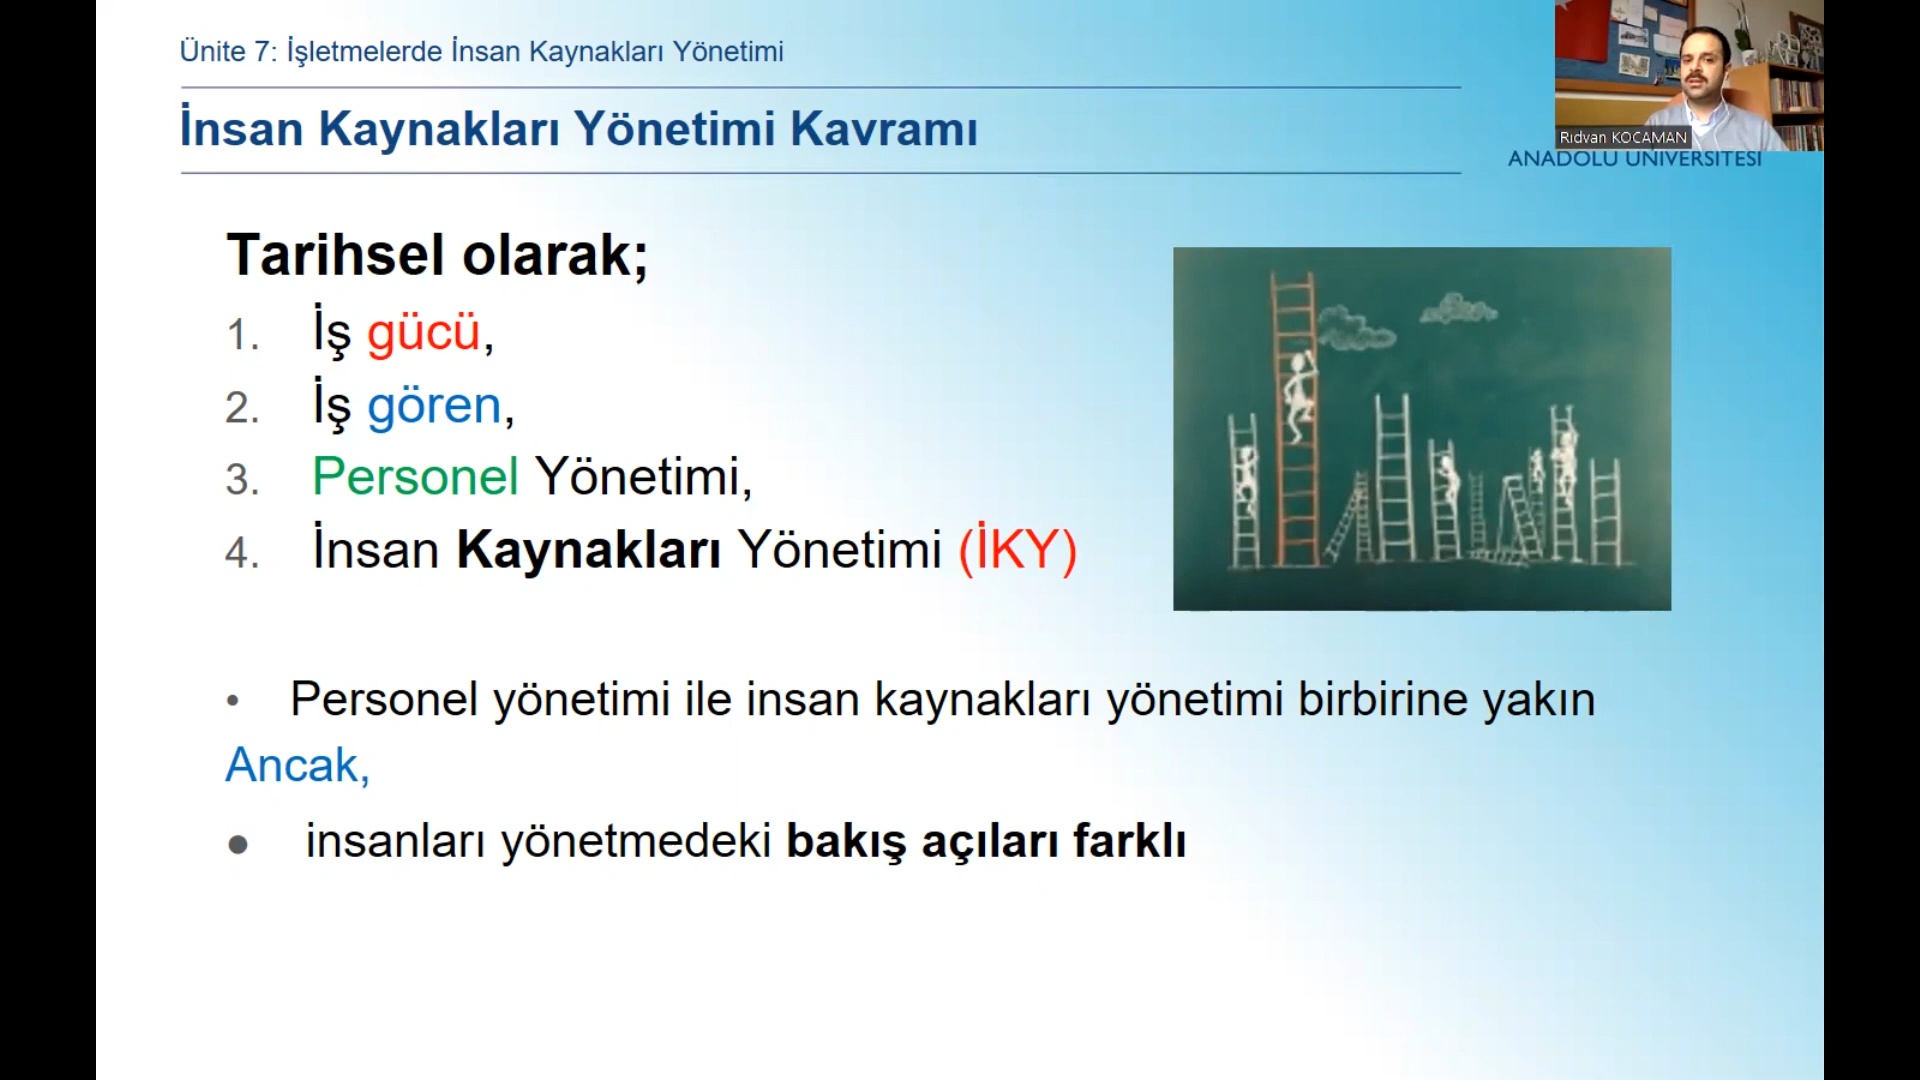 Ünite 7: İşletmelerde İnsan Kaynakları Yönetimi
İnsan Kaynakları Yönetimi Kavramı
Rıdvan KOCAMAN
ANADOLU ÜNİVERSİTESİ
Tarihsel olarak;
1. İş gücü,
2. İş gören,
3. Personel Yönetimi,
4. İnsan Kaynakları Yönetimi (İKY)
• Personel yönetimi ile insan kaynakları yönetimi birbirine yakın
Ancak,
● insanları yönetmedeki bakış açıları farklı